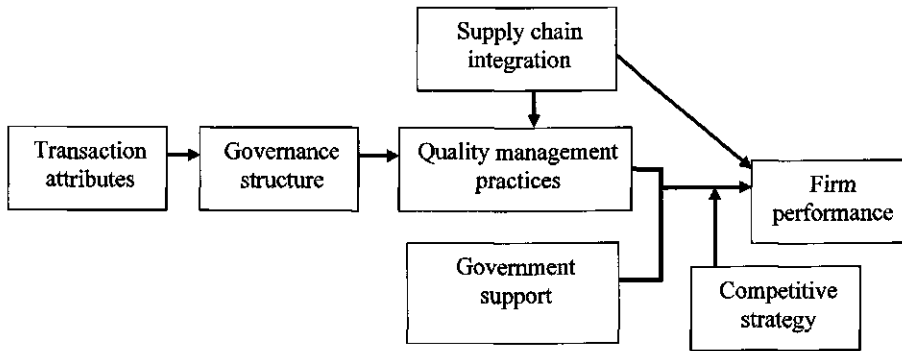 Supply chain
integration
Transaction
attributes
Governance
structure
Quality management
practices
Firm
performance
Government
support
Competitive
strategy